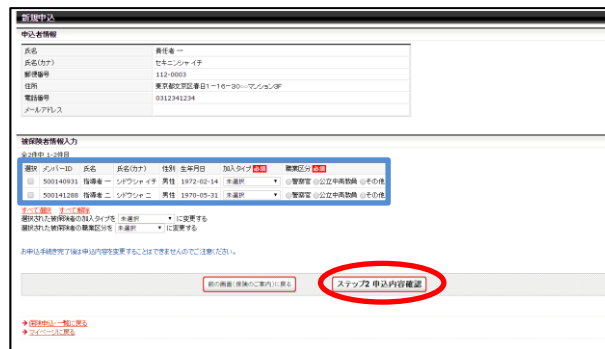 新規申込
申込者情報
氏名 責任者 一
氏名(カナ) セキニンシャ イチ
郵便番号 112-0003
住所 東京都文京区春日1-16-30○○マンション3F
電話番号 0312341234
メールアドレス
被保険者情報入力
全2件中 1-2件目
選択 メンバーID 氏名 氏名(カナ) 性別 生年月日 加入タイプ 必須 職業区分 必須
500140931 指導者 一 シドウシャ イチ 男性 1972-02-14 未選択 警察官 公立中高教員 その他
500141288 指導者 二 シドウシャ ニ 男性 1970-05-31 未選択 警察官 公立中高教員 その他
すべて選択 すべて解除
選択された被保険者の加入タイプを 未選択 に変更する
選択された被保険者の職業区分を 未選択 に変更する
お申込手続き完了後は申込内容を変更することはできませんのでご注意ください。
前の画面(保険のご案内)に戻る ステップ2 申込内容確認
保険申込・一覧に戻る
マイページに戻る